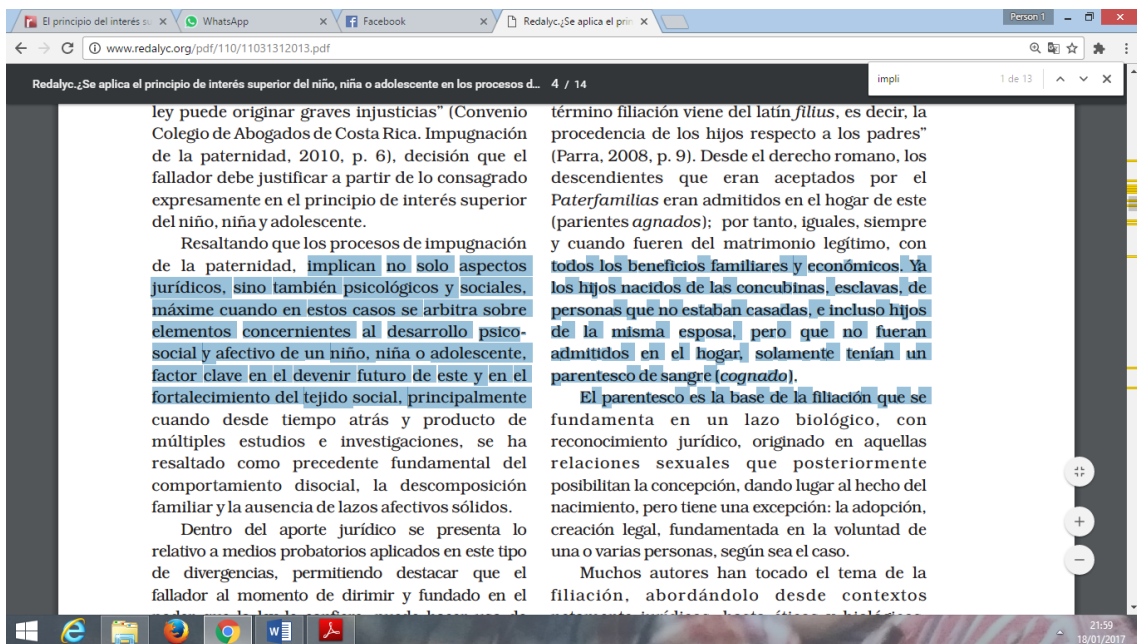 El principio del interés su
WhatsApp
Facebook
Redalyc.¿Se aplica el prin
Person 1
www.redalyc.org/pdf/110/11031312013.pdf
Redalyc.¿Se aplica el principio de interés superior del niño, niña o adolescente en los procesos d... 4 / 14
impli
1 de 13
ley puede originar graves injusticias” (Convenio
Colegio de Abogados de Costa Rica. Impugnación
de la paternidad, 2010, p. 6), decisión que el
fallador debe justificar a partir de lo consagrado
expresamente en el principio de interés superior
del niño, niña y adolescente.
Resaltando que los procesos de impugnación
de la paternidad, implican no solo aspectos
jurídicos, sino también psicológicos y sociales,
máxime cuando en estos casos se arbitra sobre
elementos concernientes al desarrollo psico-
social y afectivo de un niño, niña o adolescente,
factor clave en el devenir futuro de este y en el
fortalecimiento del tejido social, principalmente
cuando desde tiempo atrás y producto de
múltiples estudios e investigaciones, se ha
resaltado como precedente fundamental del
comportamiento disocial, la descomposición
familiar y la ausencia de lazos afectivos sólidos.
Dentro del aporte jurídico se presenta lo
relativo a medios probatorios aplicados en este tipo
de divergencias, permitiendo destacar que el
fallador al momento de dirimir y fundado en el
término filiación viene del latín filius, es decir, la
procedencia de los hijos respecto a los padres”
(Parra, 2008, p. 9). Desde el derecho romano, los
descendientes que eran aceptados por el
Paterfamilias eran admitidos en el hogar de este
(parientes agnados); por tanto, iguales, siempre
y cuando fueren del matrimonio legítimo, con
todos los beneficios familiares y económicos. Ya
los hijos nacidos de las concubinas, esclavas, de
personas que no estaban casadas, e incluso hijos
de la misma esposa, pero que no fueran
admitidos en el hogar, solamente tenían un
parentesco de sangre (cognado).
El parentesco es la base de la filiación que se
fundamenta en un lazo biológico, con
reconocimiento jurídico, originado en aquellas
relaciones sexuales que posteriormente
posibilitan la concepción, dando lugar al hecho del
nacimiento, pero tiene una excepción: la adopción,
creación legal, fundamentada en la voluntad de
una o varias personas, según sea el caso.
Muchos autores han tocado el tema de la
filiación, abordándolo desde contextos
21:59
18/01/2017